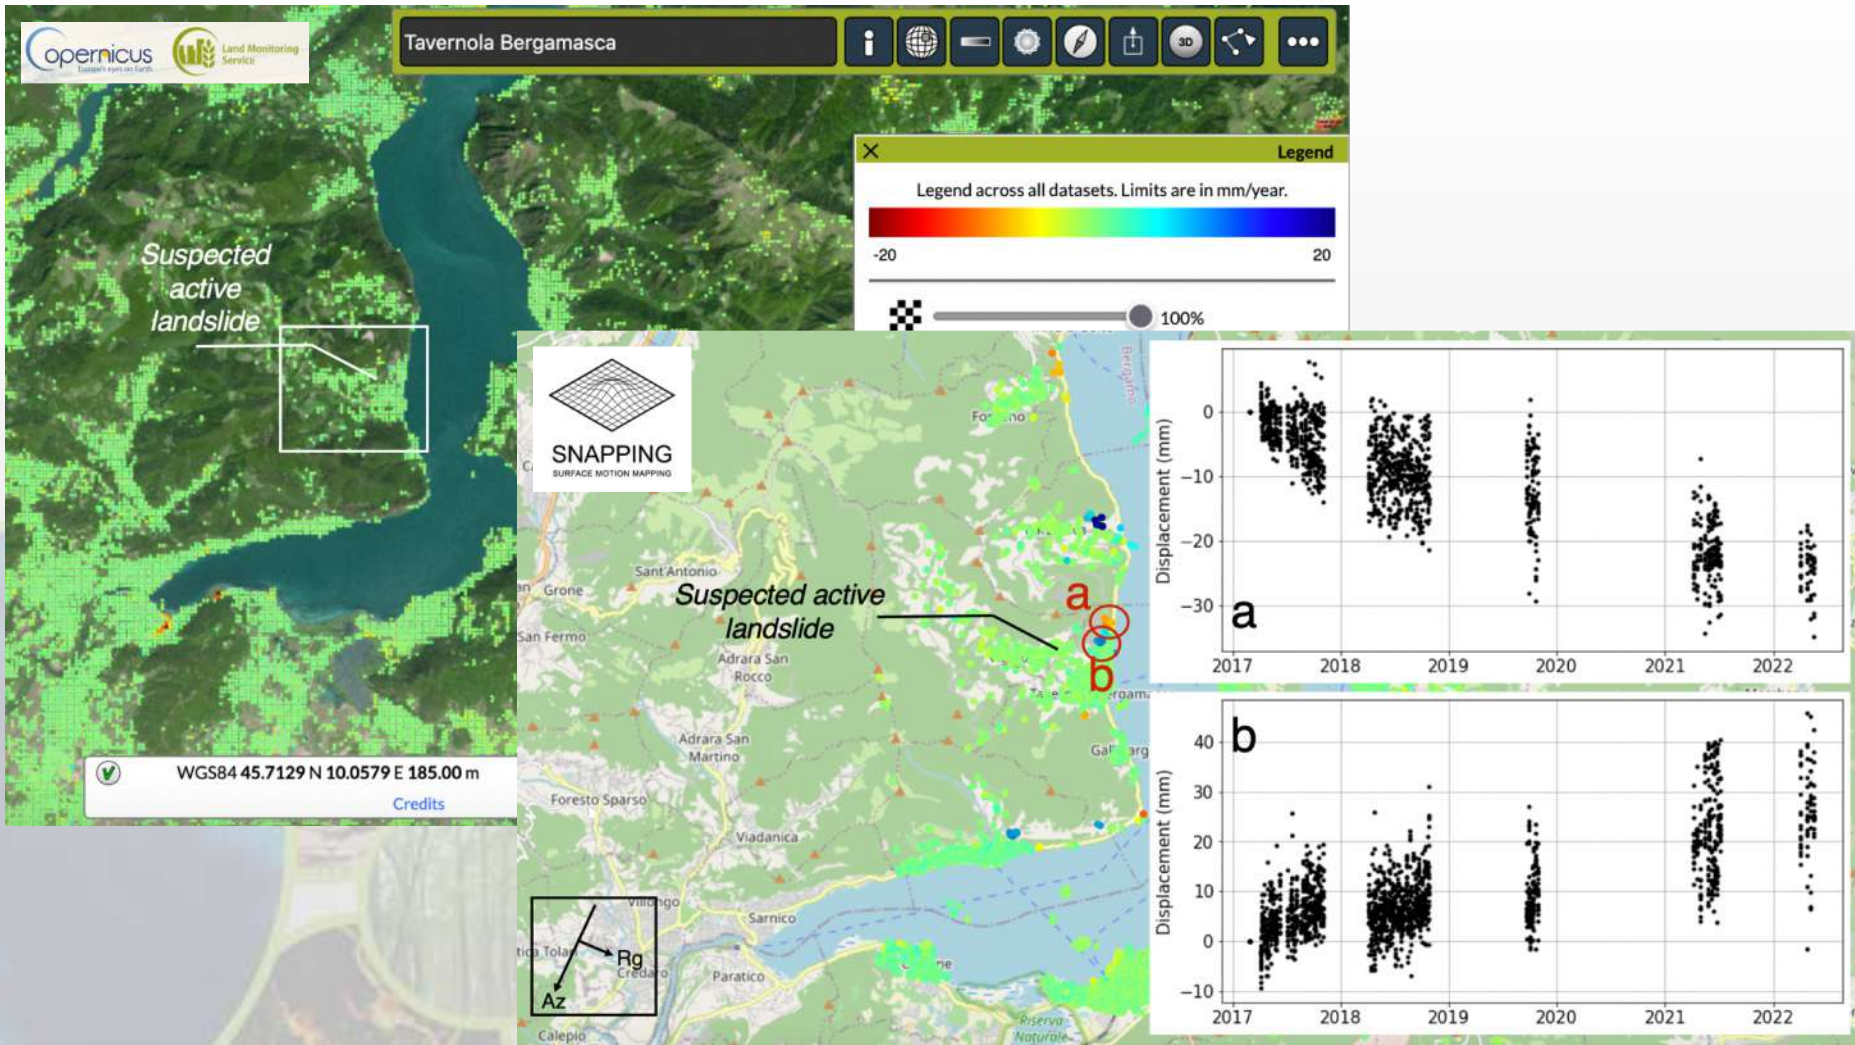 Copernicus
Europe's eyes on Earth
Land Monitoring
Service
Tavernola Bergamasca
3D
Legend
Legend across all datasets. Limits are in mm/year.
-20
20
100%
Suspected
active
landslide
WGS84 45.7129 N 10.0579 E 185.00 m
Credits
SNAPPING
SURFACE MOTION MAPPING
Bergamo
Sant'Antonio
Grone
San Fermo
Suspected active
landslide
a
b
Adrara San
Rocco
Adrara San
Martino
Foresto Sparso
Viadanica
Villongo
Sarnico
Credaro
Paratico
Calepio
Riserva
Naturale
Rg
Az
Displacement (mm)
0
−10
−20
−30
a
2017
2018
2019
2020
2021
2022
b
Displacement (mm)
40
30
20
10
0
−10
2017
2018
2019
2020
2021
2022